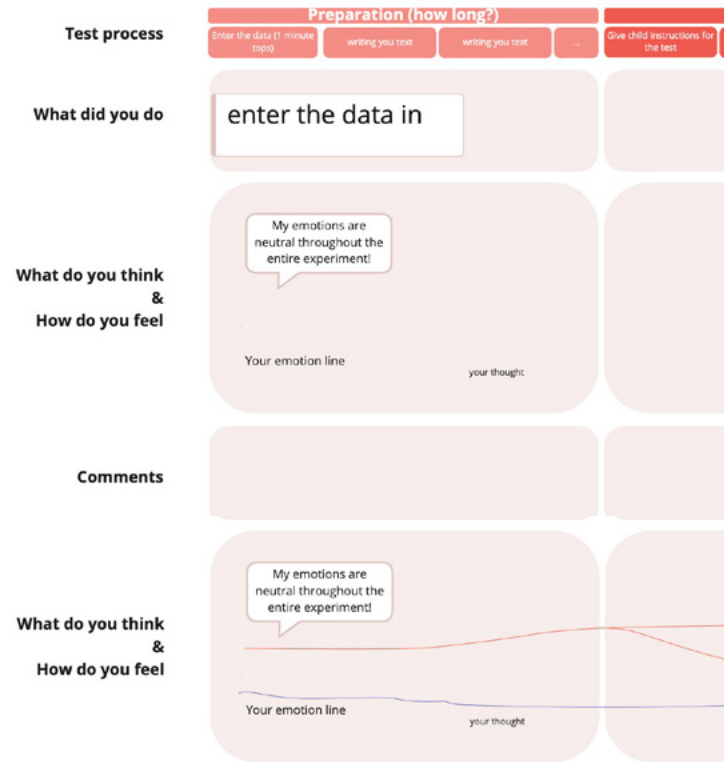 Preparation (how long?)
Test process
Enter the data (1 minute
tops)
writing you text
writing you text
...
Give child instructions for
the test
What did you do
enter the data in
My emotions are
neutral throughout the
entire experiment!
What do you think
&
How do you feel
Your emotion line
your thought
Comments
My emotions are
neutral throughout the
entire experiment!
What do you think
&
How do you feel
Your emotion line
your thought